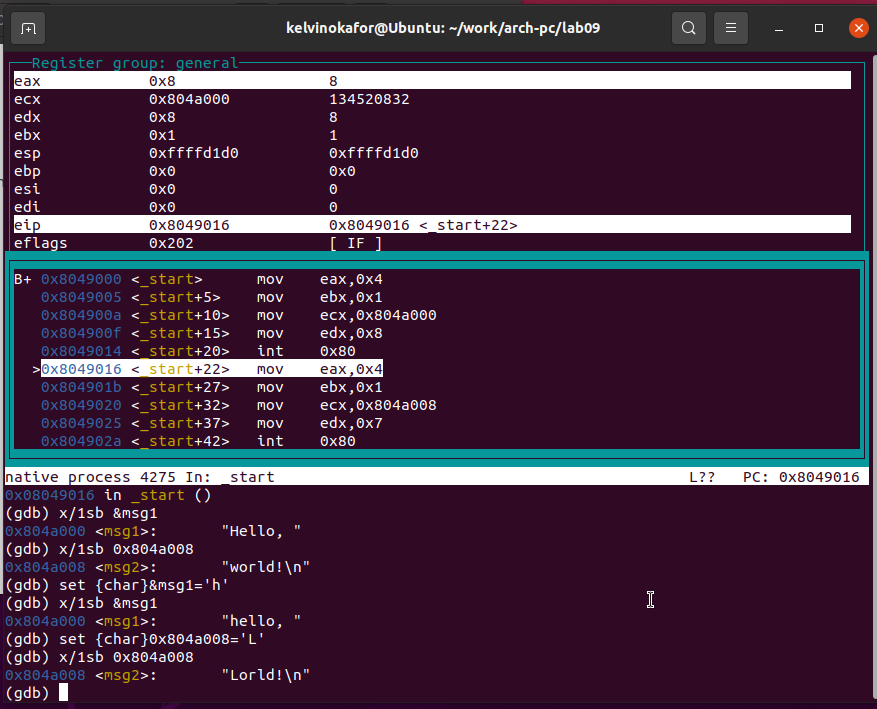 kelvinokafor@Ubuntu: ~/work/arch-pc/lab09
Register group: general
eax 0x8 8
ecx 0x804a000 134520832
edx 0x8 8
ebx 0x1 1
esp 0xffffd1d0 0xffffd1d0
ebp 0x0 0x0
esi 0x0 0
edi 0x0 0
eip 0x8049016 0x8049016 <_start+22>
eflags 0x202 [ IF ]
B+ 0x8049000 <_start> mov eax,0x4
0x8049005 <_start+5> mov ebx,0x1
0x804900a <_start+10> mov ecx,0x804a000
0x804900f <_start+15> mov edx,0x8
0x8049014 <_start+20> int 0x80
>0x8049016 <_start+22> mov eax,0x4
0x804901b <_start+27> mov ebx,0x1
0x8049020 <_start+32> mov ecx,0x804a008
0x8049025 <_start+37> mov edx,0x7
0x804902a <_start+42> int 0x80
native process 4275 In: _start L?? PC: 0x8049016
0x08049016 in _start ()
(gdb) x/1sb &msg1
0x804a000 <msg1>: "Hello, "
(gdb) x/1sb 0x804a008
0x804a008 <msg2>: "world!\n"
(gdb) set {char}&msg1='h'
(gdb) x/1sb &msg1
0x804a000 <msg1>: "hello, "
(gdb) set {char}0x804a008='L'
(gdb) x/1sb 0x804a008
0x804a008 <msg2>: "Lorld!\n"
(gdb)